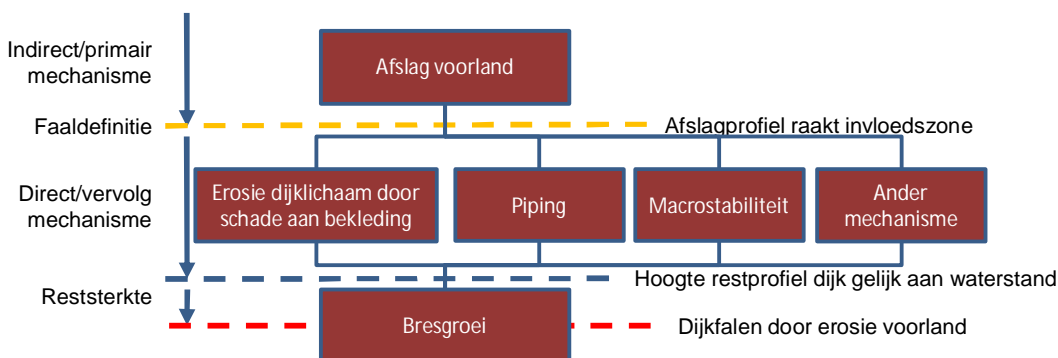 Indirect/primair
mechanisme
Afslag voorland
Faaldefinitie
Afslagprofiel raakt invloedszone
Direct/vervolg
mechanisme
Erosie dijklichaam door
schade aan bekleding
Piping
Macrostabiliteit
Ander
mechanisme
Hoogte restprofiel dijk gelijk aan waterstand
Reststerkte
Bresgroei
Dijkfalen door erosie voorland